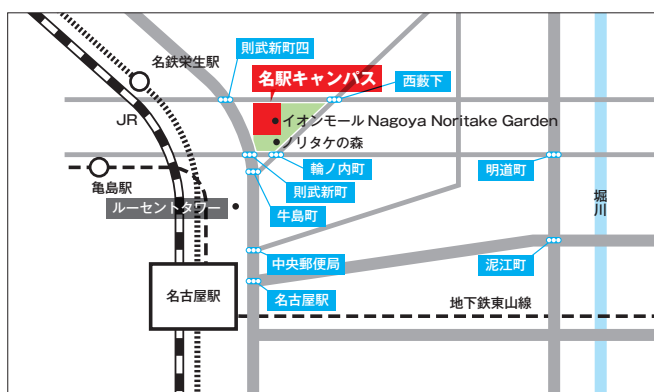 則武新町四
名鉄栄生駅
名駅キャンパス
西薮下
JR
イオンモール Nagoya Noritake Garden
ノリタケの森
輪ノ内町
明道町
亀島駅
則武新町
堀川
ルーセントタワー
牛島町
中央郵便局
泥江町
名古屋駅
名古屋駅
地下鉄東山線